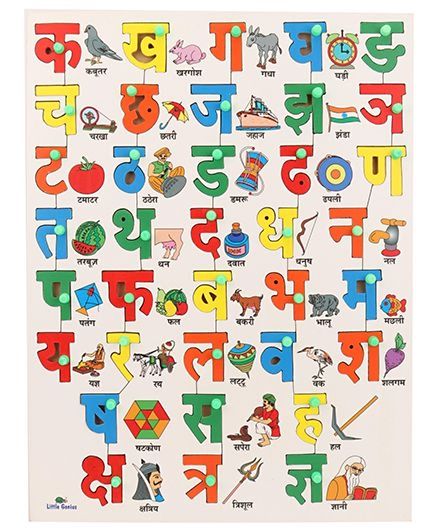 क ख ग घ ङ
कबूतर खरगोश गधा घड़ी
च छ ज झ ञ
चरखा छतरी जहाज झंडा
ट ठ ड ढ ण
टमाटर ठठेरा डमरू ढपली
त थ द ध न
तरबूज थन दवात धनुष नल
प फ ब भ म
पतंग फल बकरी भालू मछली
य र ल व श
यज्ञ रथ लट्टू वक शलगम
ष स ह
षटकोण सपेरा हल
क्ष त्र ज्ञ
क्षत्रिय त्रिशूल ज्ञानी
Little Genius